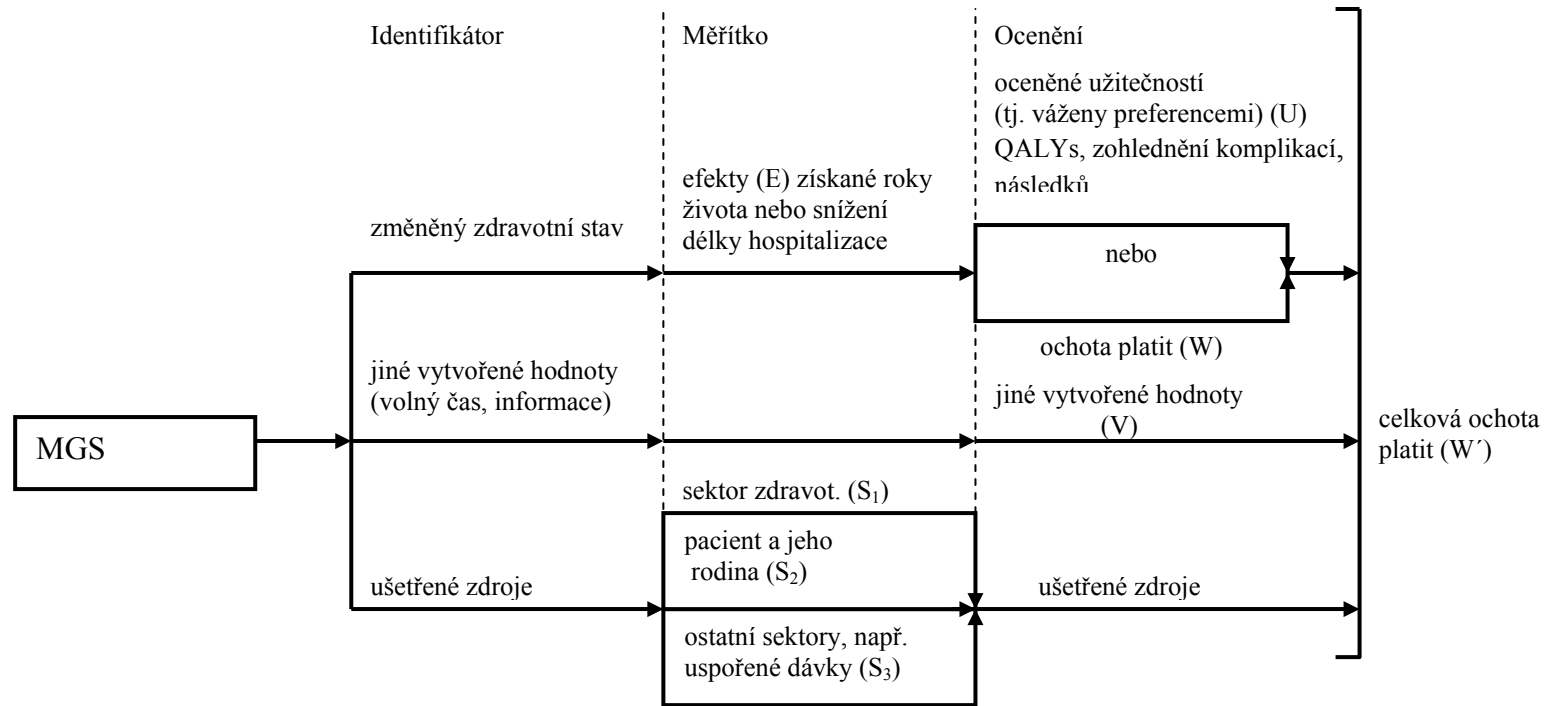 Identifikátor
Měřítko
Ocenění
oceněné užitečností
(tj. váženy preferencemi) (U)
QALYs, zohlednění komplikací,
následků
efekty (E) získané roky
života nebo snížení
délky hospitalizace
změněný zdravotní stav
nebo
ochota platit (W)
jiné vytvořené hodnoty
(volný čas, informace)
jiné vytvořené hodnoty
(V)
MGS
celková ochota
platit (W´)
sektor zdravot. (S₁)
pacient a jeho
rodina (S₂)
ušetřené zdroje
ušetřené zdroje
ostatní sektory, např.
uspořené dávky (S₃)